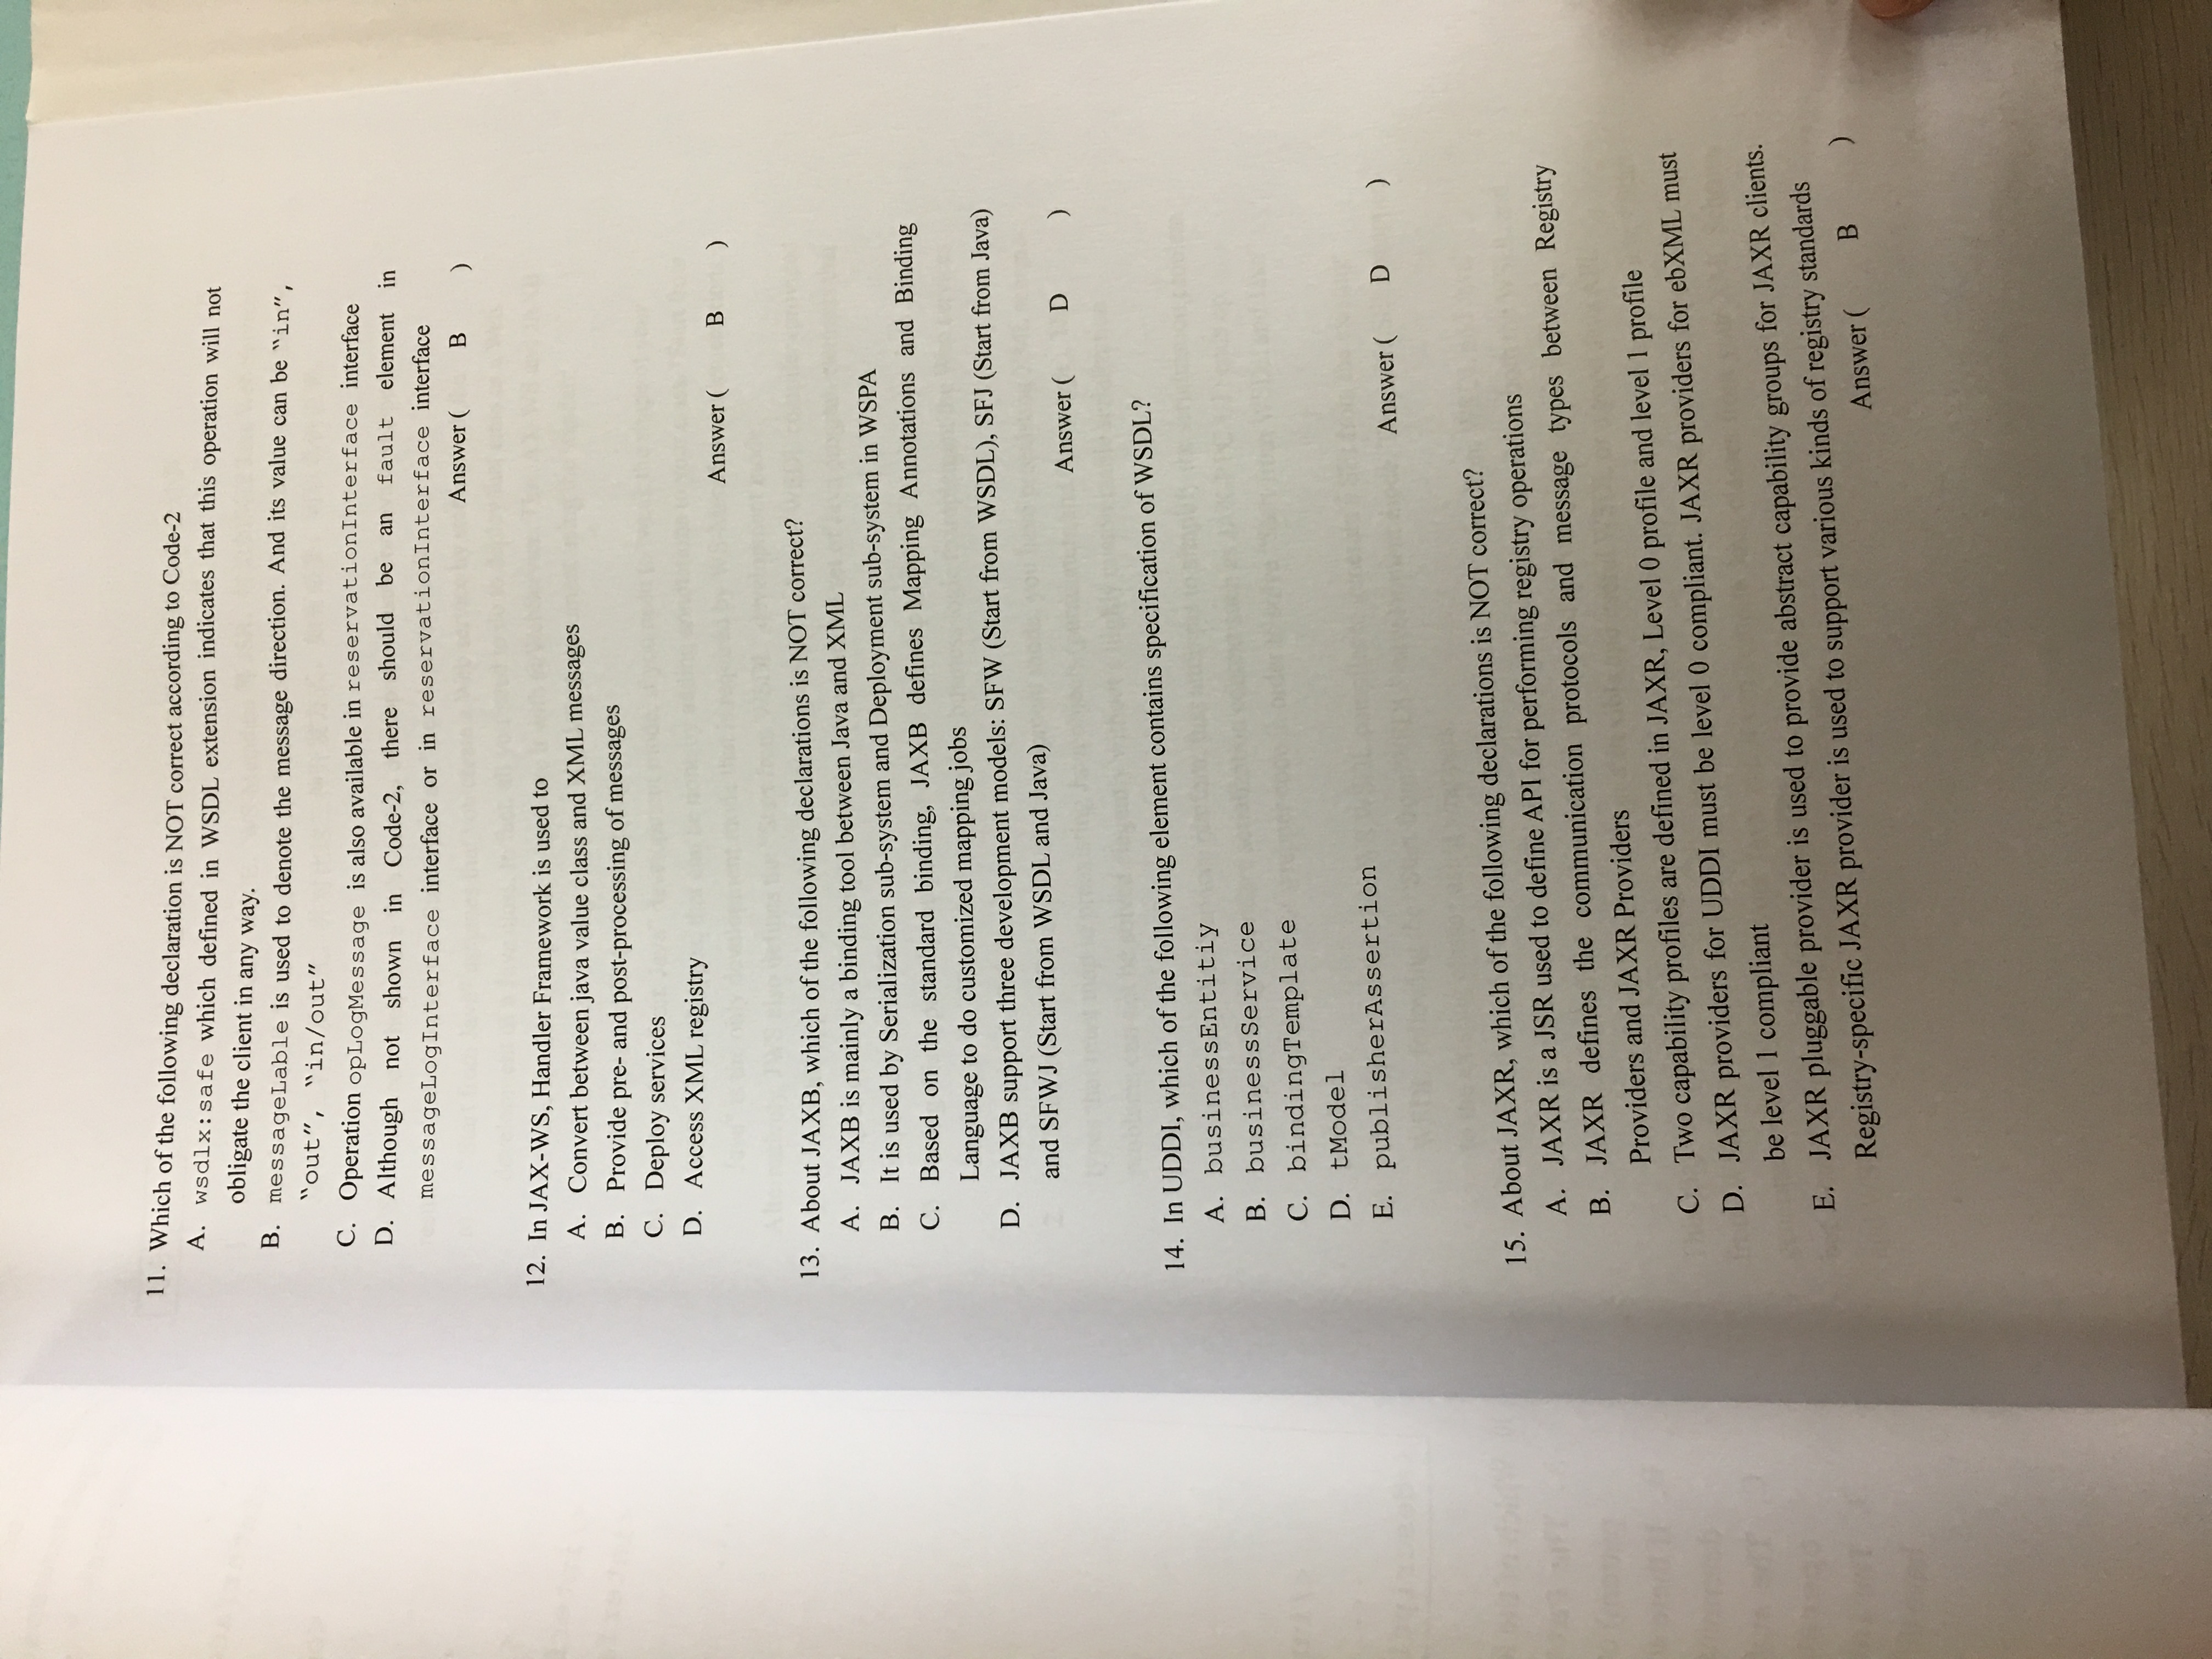 11. Which of the following declaration is NOT correct according to Code-2
A. wsdlx:safe which defined in WSDL extension indicates that this operation will not
obligate the client in any way.
B. messageLable is used to denote the message direction. And its value can be "in",
"out", "in/out"
C. Operation opLogMessage is also available in reservationInterface interface
D. Although not shown in Code-2, there should be an fault element in
messageLogInterface interface or in reservationInterface interface
Answer ( B )
12. In JAX-WS, Handler Framework is used to
A. Convert between java value class and XML messages
B. Provide pre- and post-processing of messages
C. Deploy services
D. Access XML registry
Answer ( B )
13. About JAXB, which of the following declarations is NOT correct?
A. JAXB is mainly a binding tool between Java and XML
B. It is used by Serialization sub-system and Deployment sub-system in WSPA
C. Based on the standard binding, JAXB defines Mapping Annotations and Binding
Language to do customized mapping jobs
D. JAXB support three development models: SFW (Start from WSDL), SFJ (Start from Java)
and SFWJ (Start from WSDL and Java)
Answer ( D )
14. In UDDI, which of the following element contains specification of WSDL?
A. businessEntitiy
B. businessService
C. bindingTemplate
D. tModel
E. publisherAssertion
Answer ( D )
15. About JAXR, which of the following declarations is NOT correct?
A. JAXR is a JSR used to define API for performing registry operations
B. JAXR defines the communication protocols and message types between Registry
Providers and JAXR Providers
C. Two capability profiles are defined in JAXR, Level 0 profile and level 1 profile
D. JAXR providers for UDDI must be level 0 compliant. JAXR providers for ebXML must
be level 1 compliant
E. JAXR pluggable provider is used to provide abstract capability groups for JAXR clients.
Registry-specific JAXR provider is used to support various kinds of registry standards
Answer ( B )